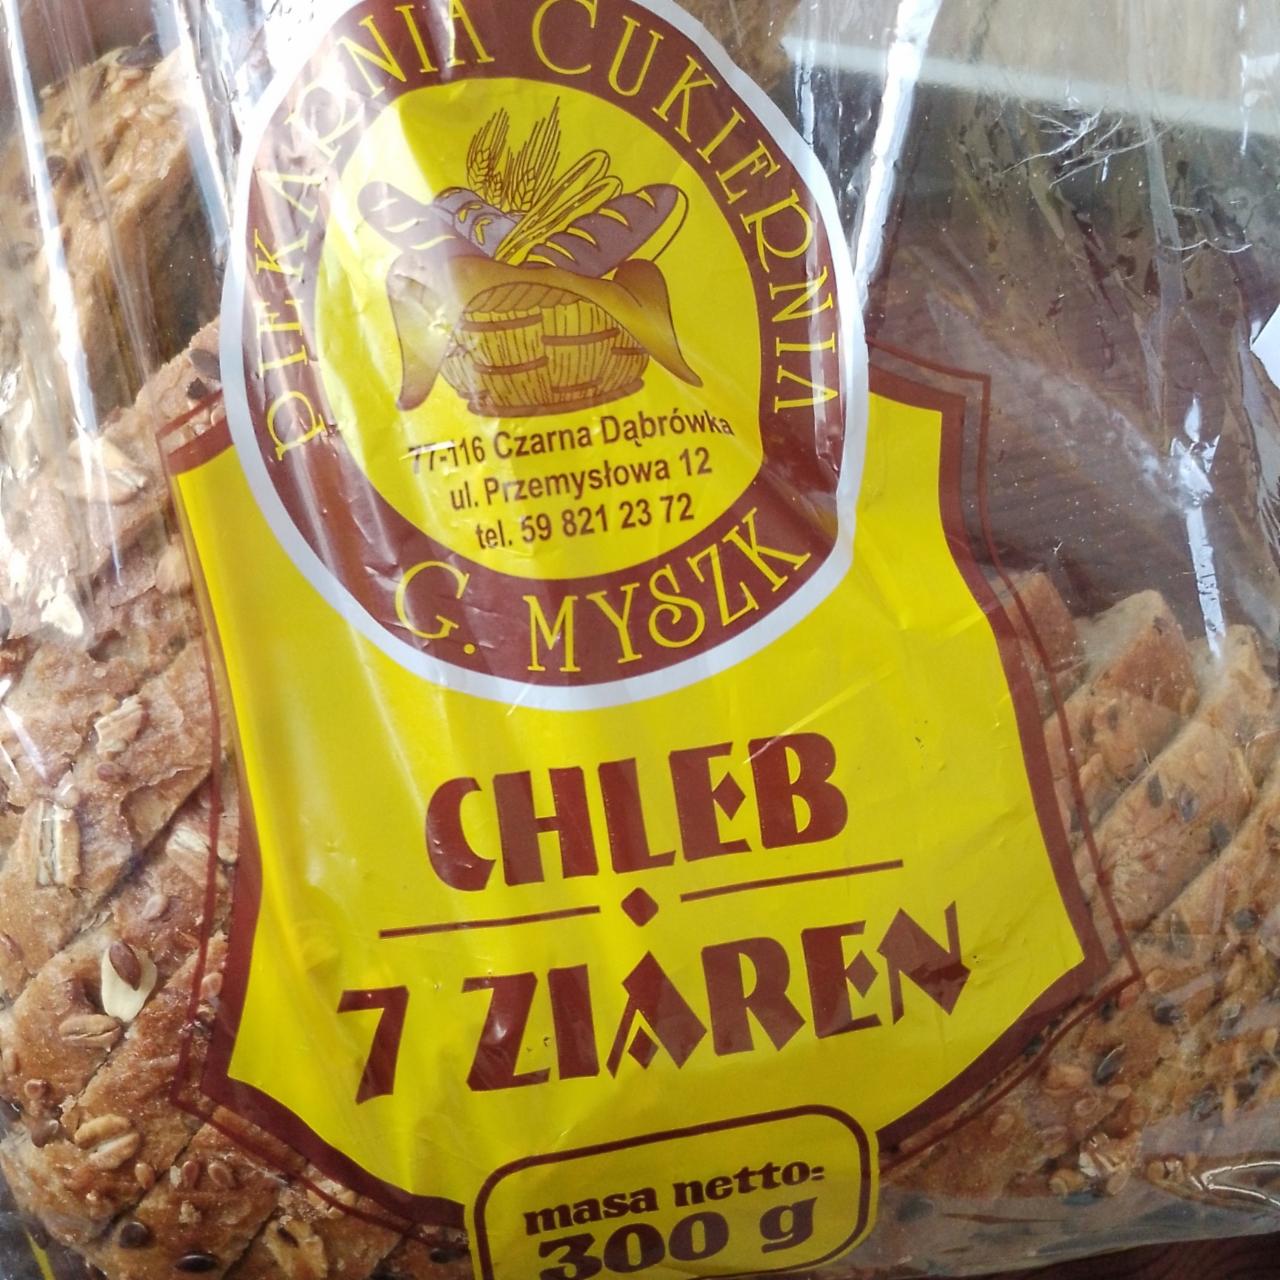 PIEKARNIA CUKIERNIA
77-116 Czarna Dąbrówka
ul. Przemysłowa 12
tel. 59 821 23 72
G. MYSZK
CHLEB
7 ZIAREN
masa netto:
300 g